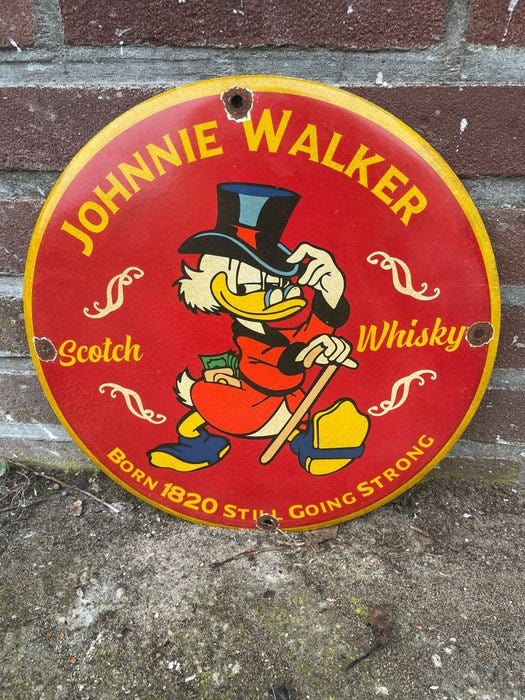 JOHNNIE WALKER
Scotch Whisky
BORN 1820 STILL GOING STRONG